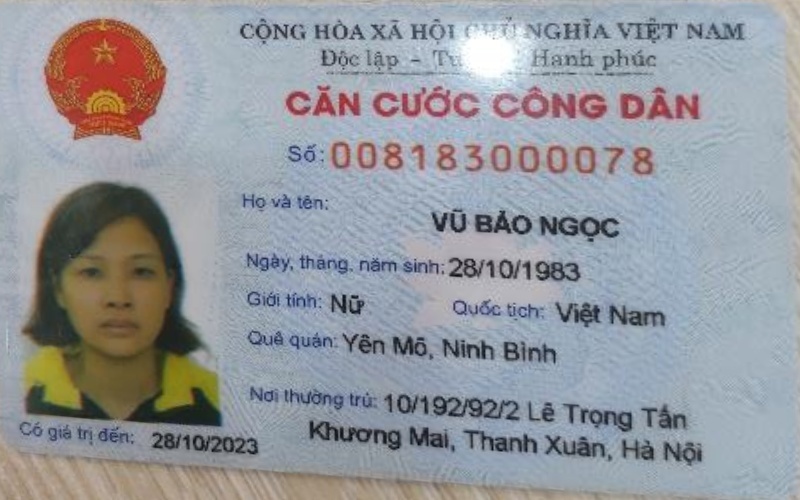 CỘNG HÒA XÃ HỘI CHỦ NGHĨA VIỆT NAM
Độc lập - Hạnh phúc
CĂN CƯỚC CÔNG DÂN
Số: 008183000078
Họ và tên:
VŨ BẢO NGỌC
Ngày, tháng, năm sinh: 28/10/1983
Giới tính: Nữ Quốc tịch: Việt Nam
Quê quán: Yên Mô, Ninh Bình
Nơi thường trú: 10/192/92/2 Lê Trọng Tấn
Khương Mai, Thanh Xuân, Hà Nội
Có giá trị đến: 28/10/2023